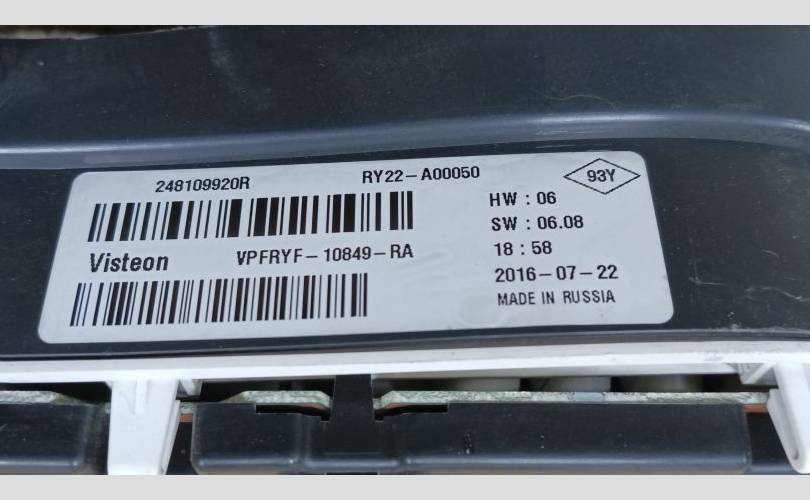 248109920R
RY22-A00050
93Y
HW : 06
SW : 06.08
Visteon
VPFRYF-10849-RA
18 : 58
2016-07-22
MADE IN RUSSIA